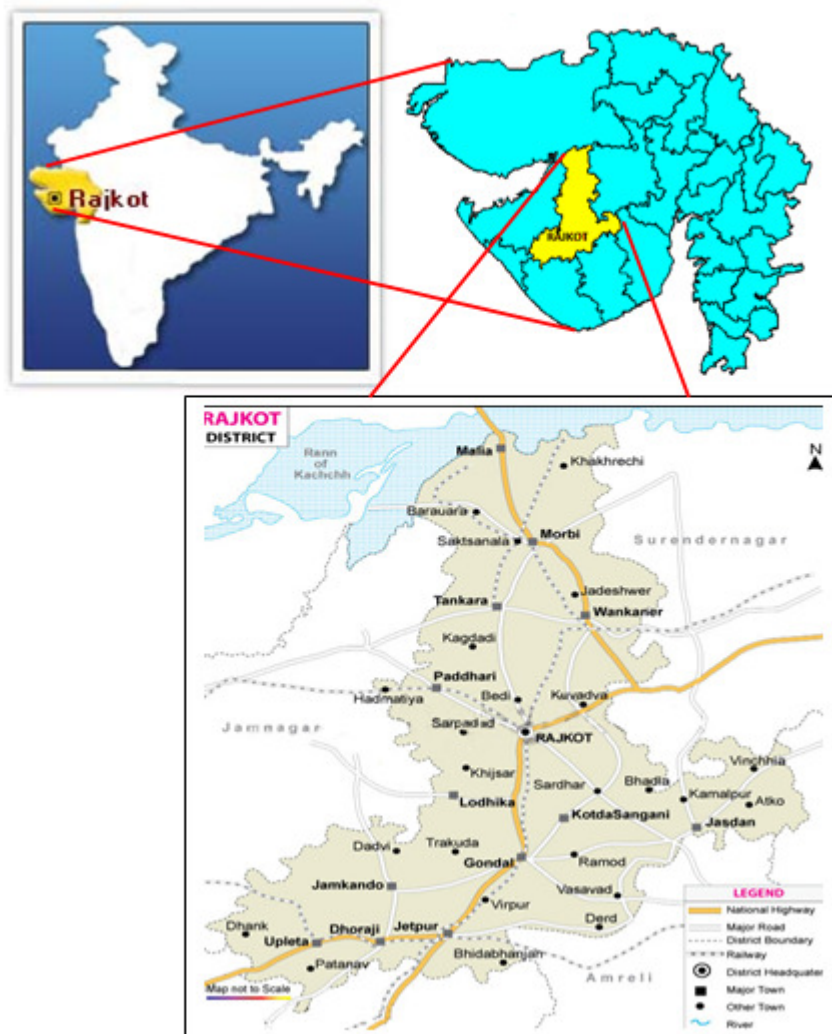 Rajkot
RAJKOT
RAJKOT
DISTRICT
Rann
of
Kachchh
Malia
Khakhrechi
N
Barauara
Saktsanala
Morbi
Surendernagar
Jadeshwer
Tankara
Wankaner
Kagdadi
Paddhari
Hadmatiya
Bedi
Kuvadva
Jamnagar
Sarpadad
RAJKOT
Khijsar
Vinchhia
Sardhar
Bhadla
Kamalpur
Lodhika
Atko
KotdaSangani
Jasdan
Dadvi
Trakuda
Gondal
Ramod
Jamkando
Vasavad
Virpur
Dhank
Dhoraji
Jetpur
Derd
Upleta
Patanav
Bhidabhanjah
Amreli
Map not to Scale
LEGEND
National Highway
Major Road
District Boundary
Railway
District Headquater
Major Town
Other Town
River